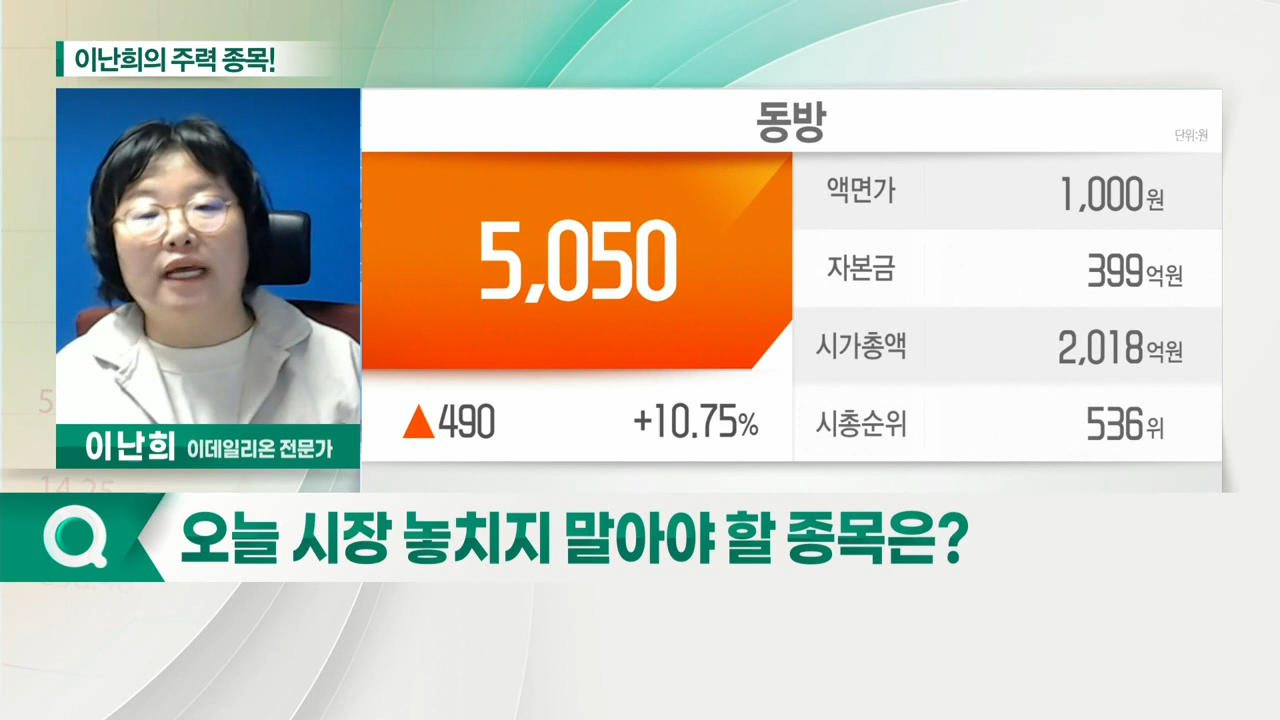 이난희의 주력 종목!
동방
단위:원
5,050
▲490 +10.75%
액면가 1,000원
자본금 399억원
시가총액 2,018억원
시총순위 536위
이난희 이데일리온 전문가
오늘 시장 놓치지 말아야 할 종목은?